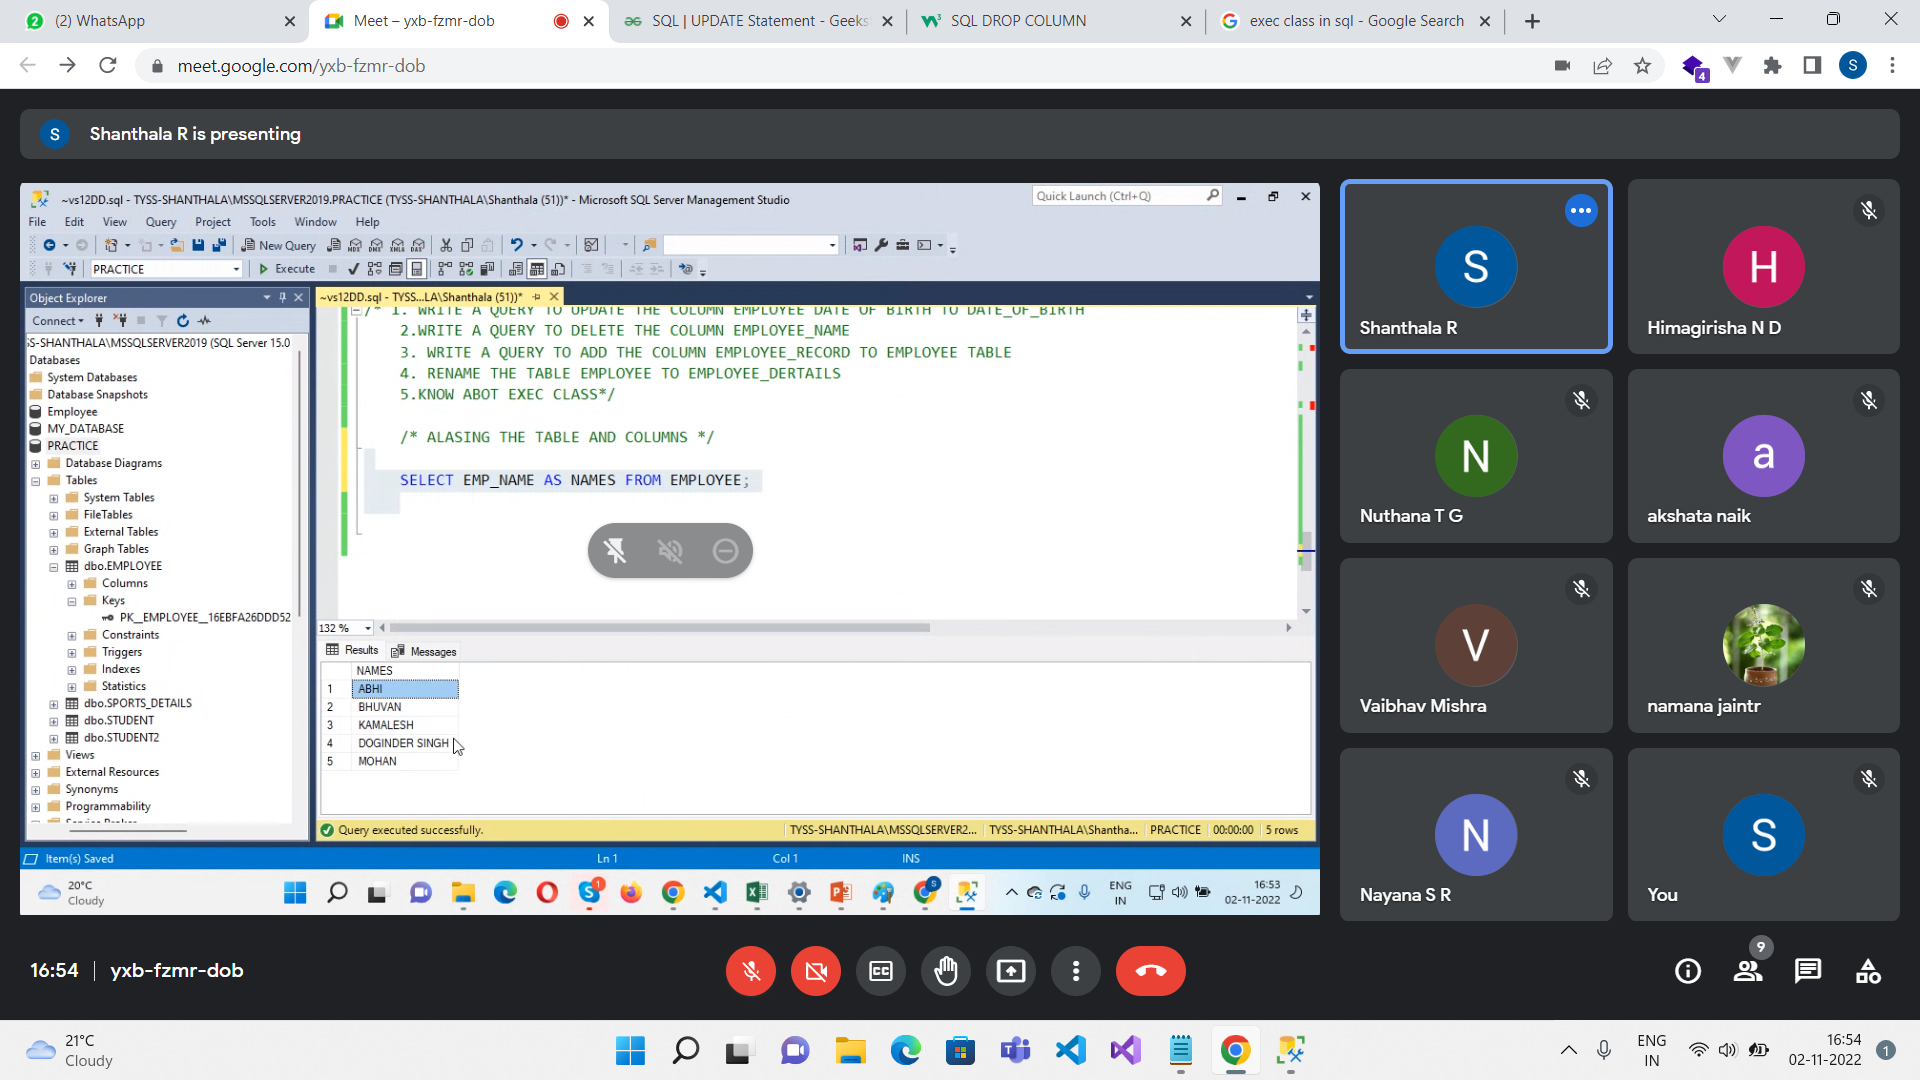 2 (2) WhatsApp
Meet – yxb-fzmr-dob
SQL | UPDATE Statement - Geeks
SQL DROP COLUMN
exec class in sql - Google Search
meet.google.com/yxb-fzmr-dob
4
S
S Shanthala R is presenting
~vs12DD.sql - TYSS-SHANTHALA\MSSQLSERVER2019.PRACTICE (TYSS-SHANTHALA\Shanthala (51))* - Microsoft SQL Server Management Studio
Quick Launch (Ctrl+Q)
File Edit View Query Project Tools Window Help
New Query
PRACTICE
Execute
Object Explorer
~vs12DD.sql - TYSS...LA\Shanthala (51))*
Connect
SS-SHANTHALA\MSSQLSERVER2019 (SQL Server 15.0
Databases
System Databases
Database Snapshots
Employee
MY_DATABASE
PRACTICE
Database Diagrams
Tables
System Tables
FileTables
External Tables
Graph Tables
dbo.EMPLOYEE
Columns
Keys
PK__EMPLOYEE__16EBFA26DDD52
Constraints
Triggers
Indexes
Statistics
dbo.SPORTS_DETAILS
dbo.STUDENT
dbo.STUDENT2
Views
External Resources
Synonyms
Programmability
Service Broker
/* 1. WRITE A QUERY TO UPDATE THE COLUMN EMPLOYEE DATE OF BIRTH TO DATE_OF_BIRTH
2.WRITE A QUERY TO DELETE THE COLUMN EMPLOYEE_NAME
3. WRITE A QUERY TO ADD THE COLUMN EMPLOYEE_RECORD TO EMPLOYEE TABLE
4. RENAME THE TABLE EMPLOYEE TO EMPLOYEE_DERTAILS
5.KNOW ABOT EXEC CLASS*/
/* ALASING THE TABLE AND COLUMNS */
SELECT EMP_NAME AS NAMES FROM EMPLOYEE;
132 %
Results Messages
NAMES
1 ABHI
2 BHUVAN
3 KAMALESH
4 DOGINDER SINGH
5 MOHAN
Query executed successfully.
TYSS-SHANTHALA\MSSQLSERVER2... TYSS-SHANTHALA\Shantha... PRACTICE 00:00:00 5 rows
Item(s) Saved Ln 1 Col 1 INS
20°C
Cloudy
1
S
ENG
IN
16:53
02-11-2022
S
Shanthala R
H
Himagirisha N D
N
Nuthana T G
a
akshata naik
V
Vaibhav Mishra
namana jaintr
N
Nayana S R
S
You
16:54 | yxb-fzmr-dob
CC
9
21°C
Cloudy
ENG
IN
16:54
02-11-2022
1